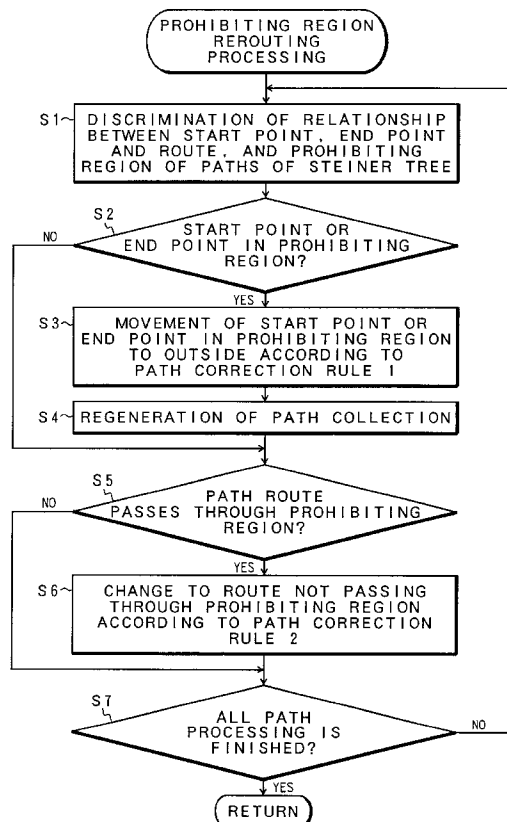 PROHIBITING REGION
REROUTING
PROCESSING
S1
DISCRIMINATION OF RELATIONSHIP
BETWEEN START POINT, END POINT
AND ROUTE, AND PROHIBITING
REGION OF PATHS OF STEINER TREE
S2
START POINT OR
END POINT IN PROHIBITING
REGION?
NO
YES
S3
MOVEMENT OF START POINT OR
END POINT IN PROHIBITING REGION
TO OUTSIDE ACCORDING TO
PATH CORRECTION RULE 1
S4
REGENERATION OF PATH COLLECTION
S5
PATH ROUTE
PASSES THROUGH PROHIBITING
REGION?
NO
YES
S6
CHANGE TO ROUTE NOT PASSING
THROUGH PROHIBITING REGION
ACCORDING TO PATH CORRECTION
RULE 2
S7
ALL PATH
PROCESSING IS
FINISHED?
NO
YES
RETURN